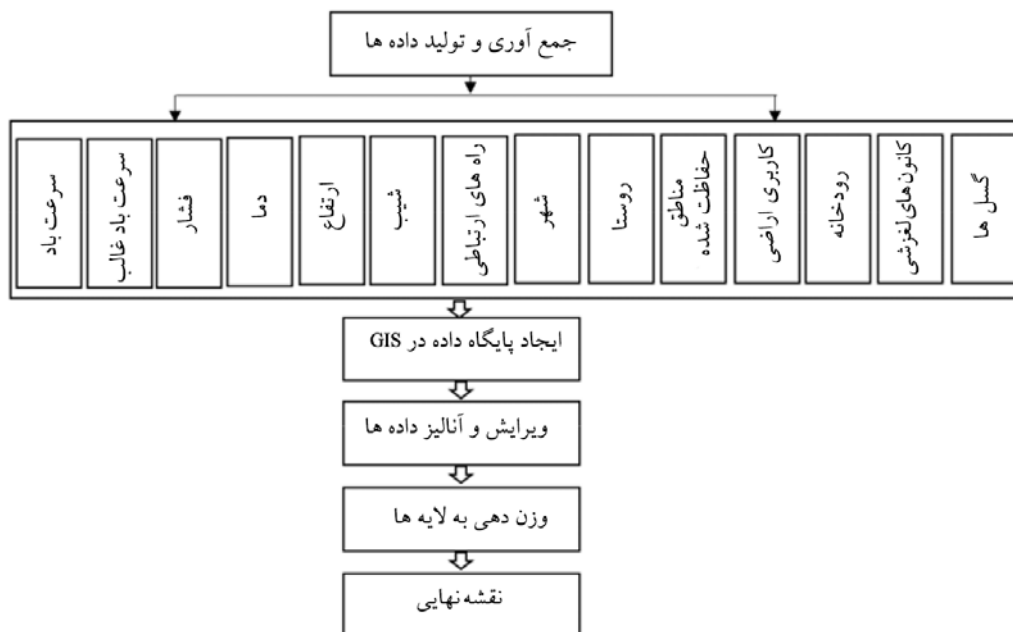 جمع آوری و تولید داده ها
گسل ها
کانون‌های لغزشی
رودخانه
کاربری اراضی
مناطق
حفاظت شده
روستا
شهر
راه های ارتباطی
شیب
ارتفاع
دما
فشار
سرعت باد غالب
سرعت باد
ایجاد پایگاه داده در GIS
ویرایش و آنالیز داده ها
وزن دهی به لایه ها
نقشه نهایی